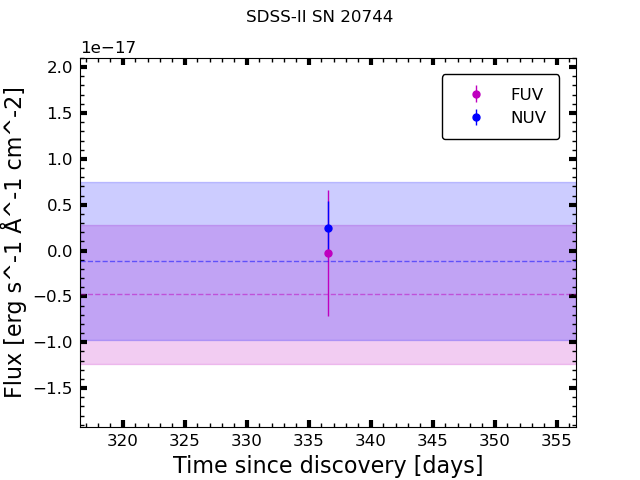 SDSS-II SN 20744
1e−17
2.0
1.5
1.0
0.5
0.0
−0.5
−1.0
−1.5
Flux [erg s^-1 Å^-1 cm^-2]
FUV
NUV
320 325 330 335 340 345 350 355
Time since discovery [days]